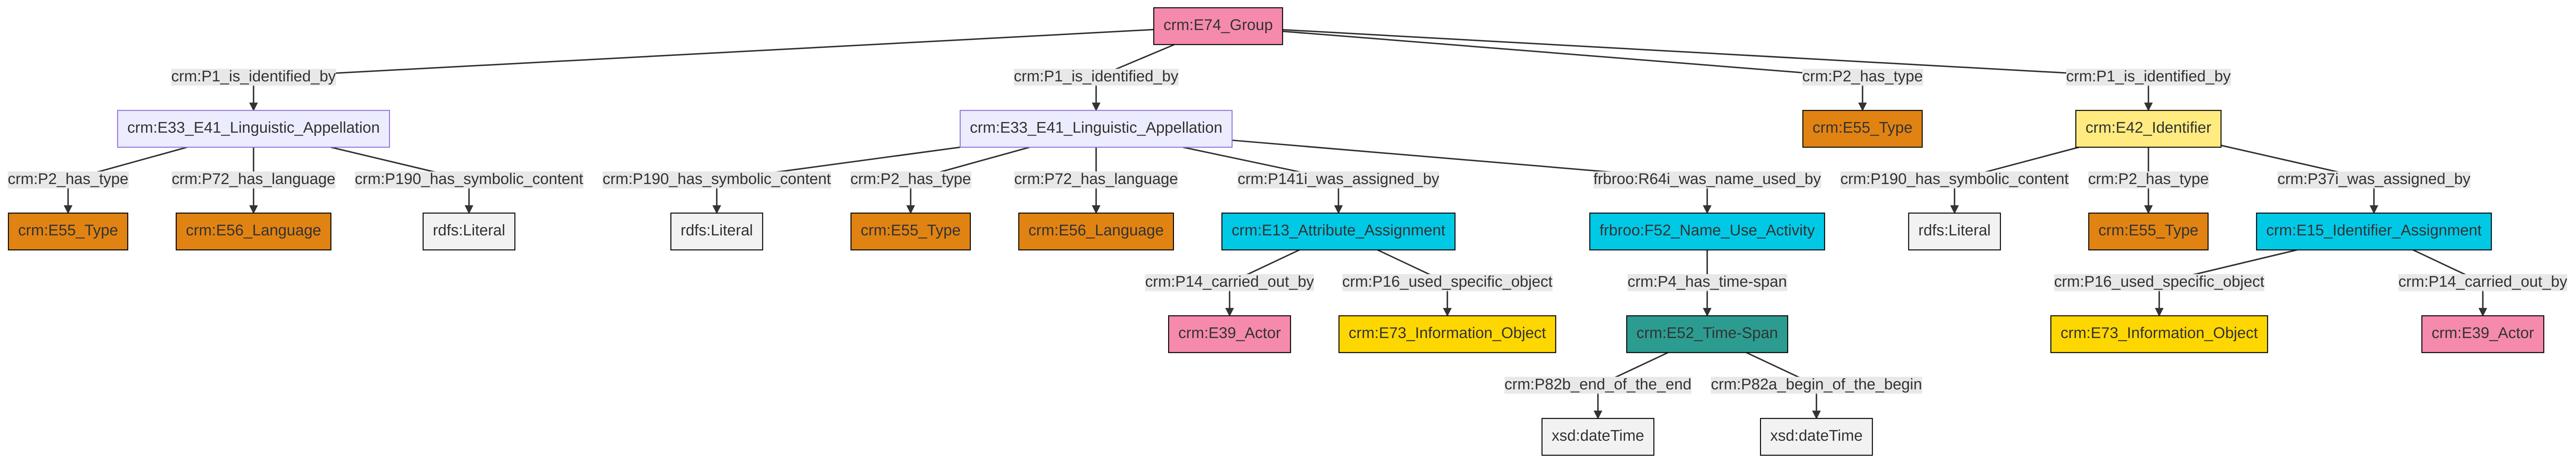 crm:E74_Group
crm:P1_is_identified_by
crm:P1_is_identified_by
crm:P2_has_type
crm:P1_is_identified_by
crm:E33_E41_Linguistic_Appellation
crm:E33_E41_Linguistic_Appellation
crm:E55_Type
crm:E42_Identifier
crm:P2_has_type
crm:P72_has_language
crm:P190_has_symbolic_content
crm:P190_has_symbolic_content
crm:P2_has_type
crm:P72_has_language
crm:P141i_was_assigned_by
frbroo:R64i_was_name_used_by
crm:P190_has_symbolic_content
crm:P2_has_type
crm:P37i_was_assigned_by
crm:E55_Type
crm:E56_Language
rdfs:Literal
rdfs:Literal
crm:E55_Type
crm:E56_Language
crm:E13_Attribute_Assignment
frbroo:F52_Name_Use_Activity
rdfs:Literal
crm:E55_Type
crm:E15_Identifier_Assignment
crm:P14_carried_out_by
crm:P16_used_specific_object
crm:P4_has_time-span
crm:P16_used_specific_object
crm:P14_carried_out_by
crm:E39_Actor
crm:E73_Information_Object
crm:E52_Time-Span
crm:E73_Information_Object
crm:E39_Actor
crm:P82b_end_of_the_end
crm:P82a_begin_of_the_begin
xsd:dateTime
xsd:dateTime